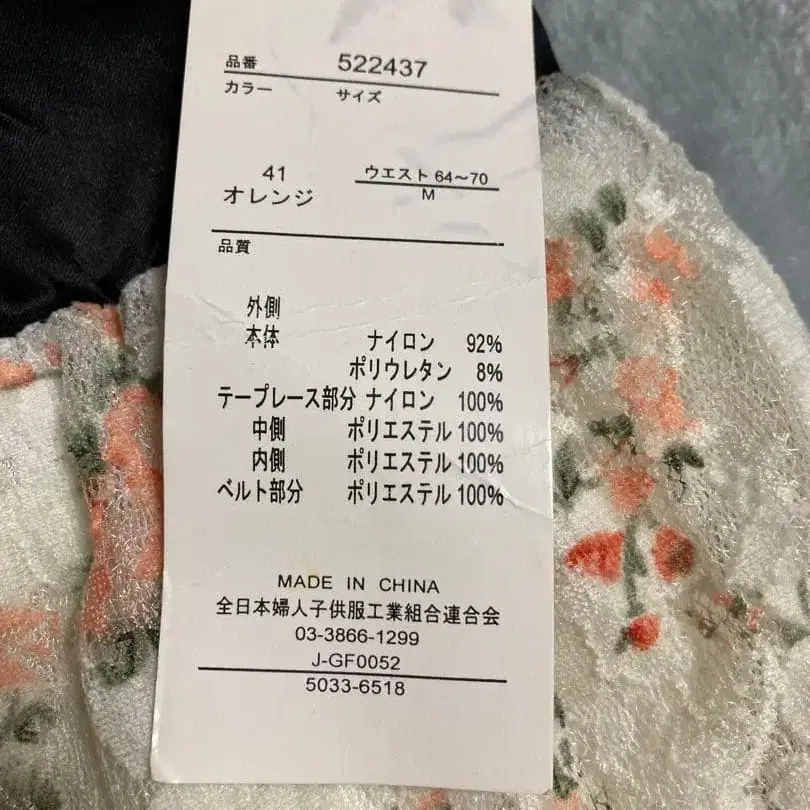 品番 522437
カラー サイズ
41 ウエスト 64〜70
オレンジ M
品質
外側
本体 ナイロン 92%
ポリウレタン 8%
テープレース部分 ナイロン 100%
中側 ポリエステル 100%
内側 ポリエステル 100%
ベルト部分 ポリエステル 100%
MADE IN CHINA
全日本婦人子供服工業組合連合会
03-3866-1299
J-GF0052
5033-6518